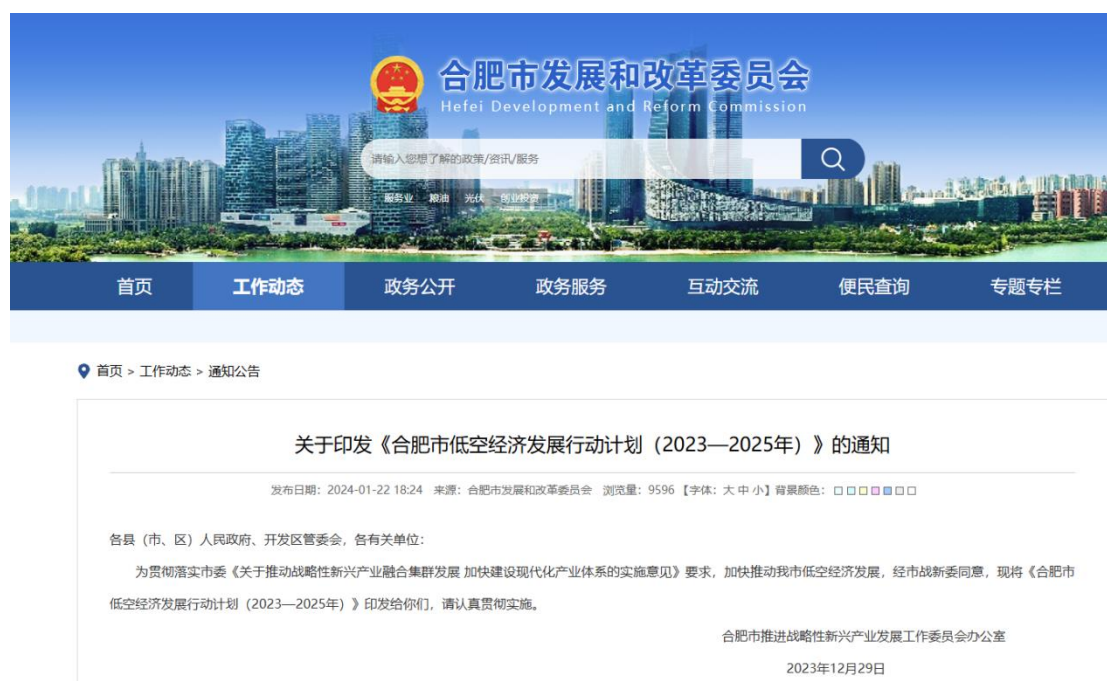 合肥市发展和改革委员会
Hefei Development and Reform Commission
请输入您想了解的政策/资讯/服务
服务业 粮油 光伏 创业投资
首页 工作动态 政务公开 政务服务 互动交流 便民查询 专题专栏
首页 > 工作动态 > 通知公告
关于印发《合肥市低空经济发展行动计划（2023—2025年）》的通知
发布日期：2024-01-22 18:24 来源：合肥市发展和改革委员会 浏览量：9596 【字体：大 中 小】背景颜色：
各县（市、区）人民政府、开发区管委会，各有关单位：
为贯彻落实市委《关于推动战略性新兴产业融合集群发展 加快建设现代化产业体系的实施意见》要求，加快推动我市低空经济发展，经市战新委同意，现将《合肥市
低空经济发展行动计划（2023—2025年）》印发给你们，请认真贯彻实施。
合肥市推进战略性新兴产业发展工作委员会办公室
2023年12月29日